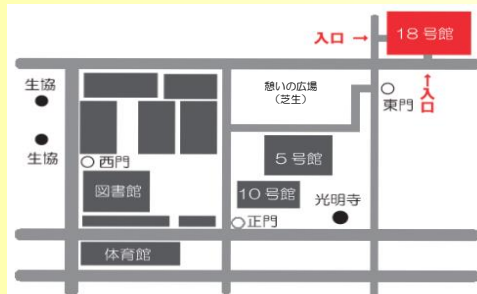 入口 →
18号館
生協
憩いの広場
(芝生)
東門
↑
入口
生協
西門
5号館
図書館
10号館
光明寺
正門
体育館